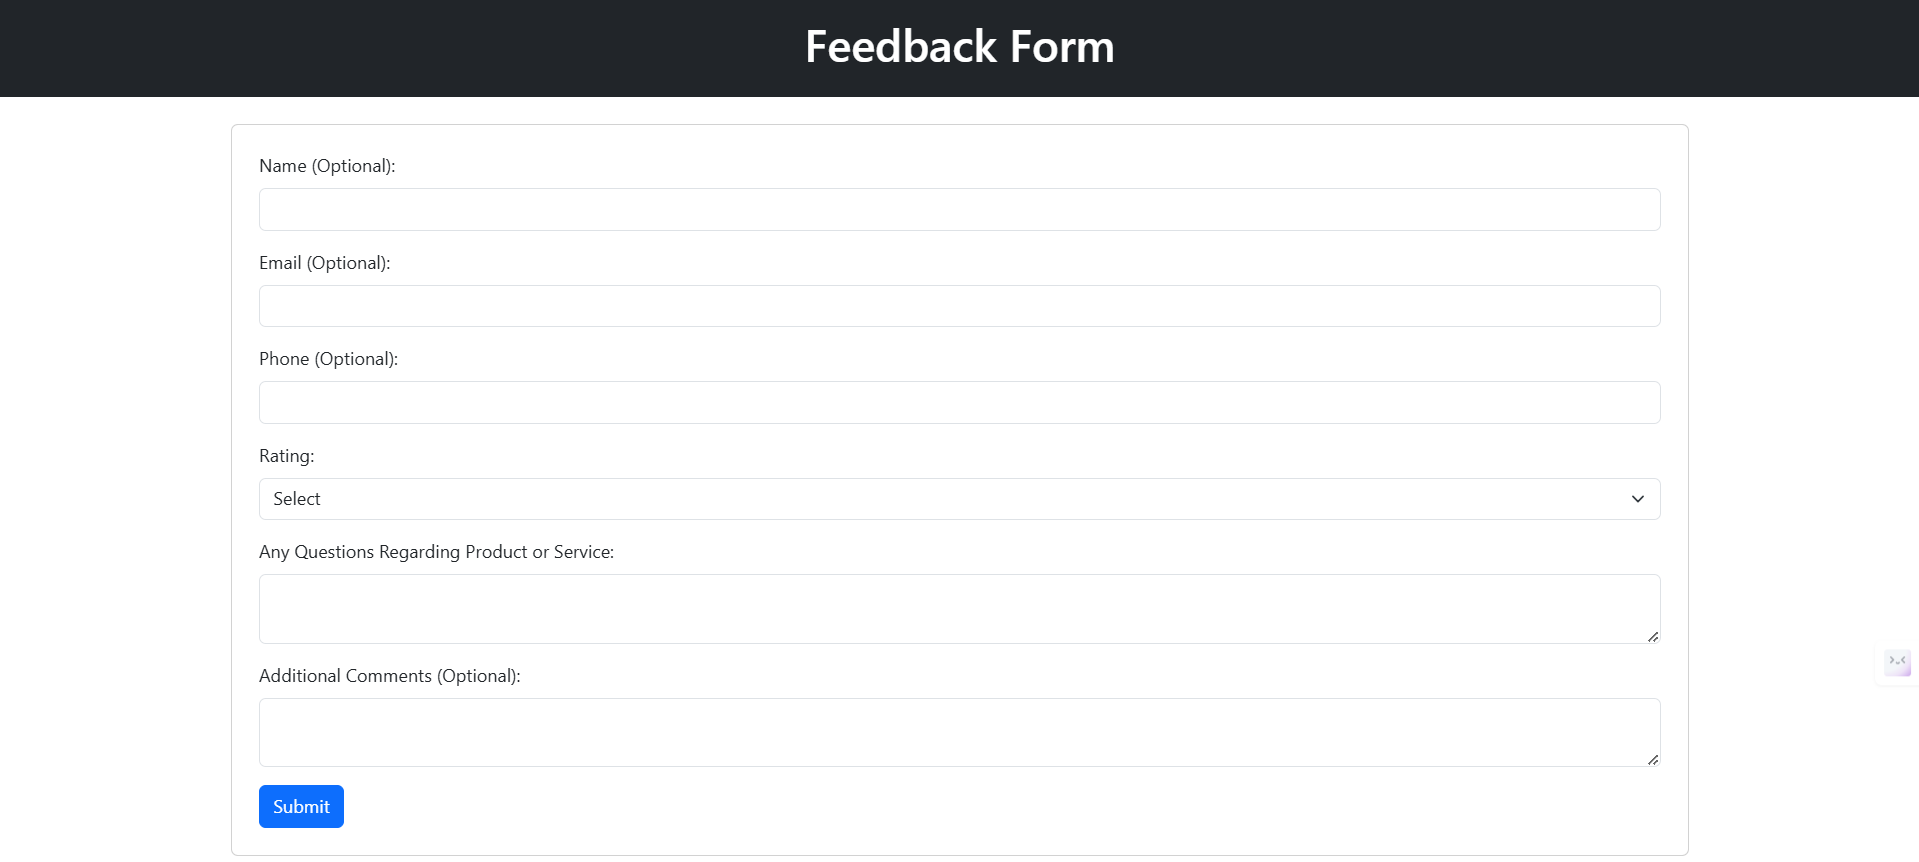 Feedback Form
Name (Optional):
Email (Optional):
Phone (Optional):
Rating:
Select
Any Questions Regarding Product or Service:
Additional Comments (Optional):
Submit